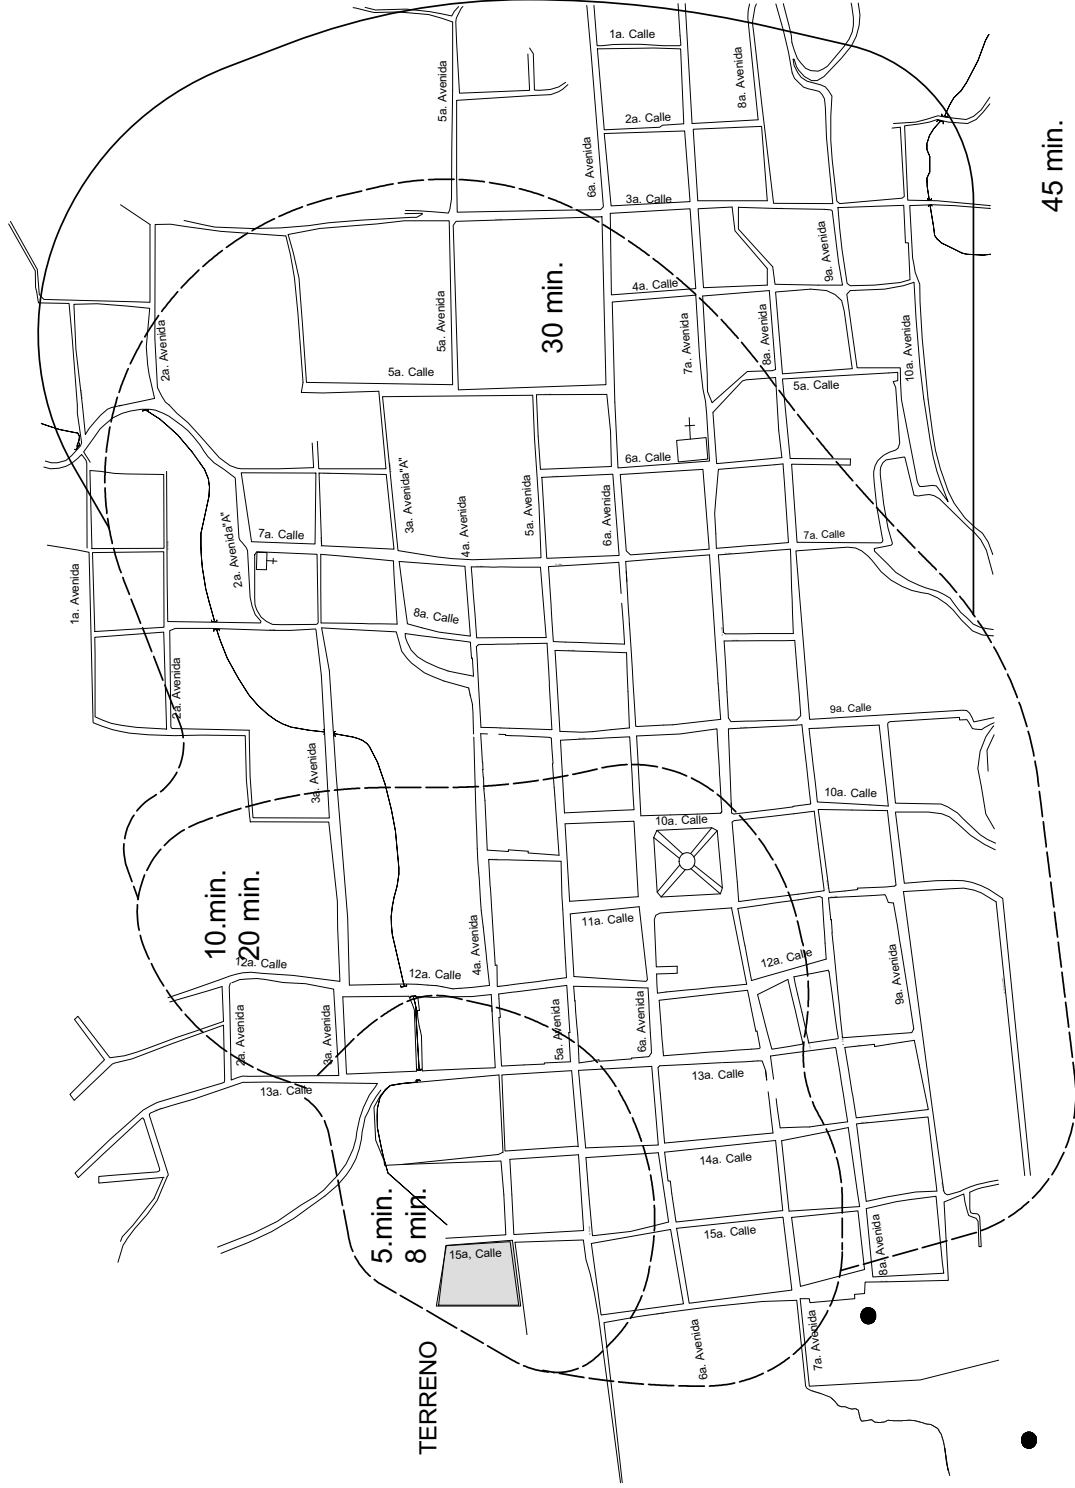 1a. Calle
5a. Avenida
8a. Avenida
2a. Calle
6a. Avenida
45 min.
3a. Calle
9a. Avenida
4a. Calle
30 min.
5a. Avenida
2a. Avenida
7a. Avenida
8a. Avenida
10a. Avenida
5a. Calle
5a. Calle
6a. Calle
3a. Avenida"A"
4a. Avenida
5a. Avenida
6a. Avenida
7a. Calle
2a. Avenida"A"
7a. Calle
1a. Avenida
8a. Calle
2a. Avenida
9a. Calle
3a. Avenida
10a. Calle
10a. Calle
10.min.
20 min.
11a. Calle
4a. Avenida
12a. Calle
12a. Calle
12a. Calle
9a. Avenida
2a. Avenida
3a. Avenida
5a. Avenida
6a. Avenida
13a. Calle
13a. Calle
14a. Calle
5.min.
8 min.
15a. Calle
15a, Calle
8a. Avenida
6a. Avenida
7a. Avenida
TERRENO